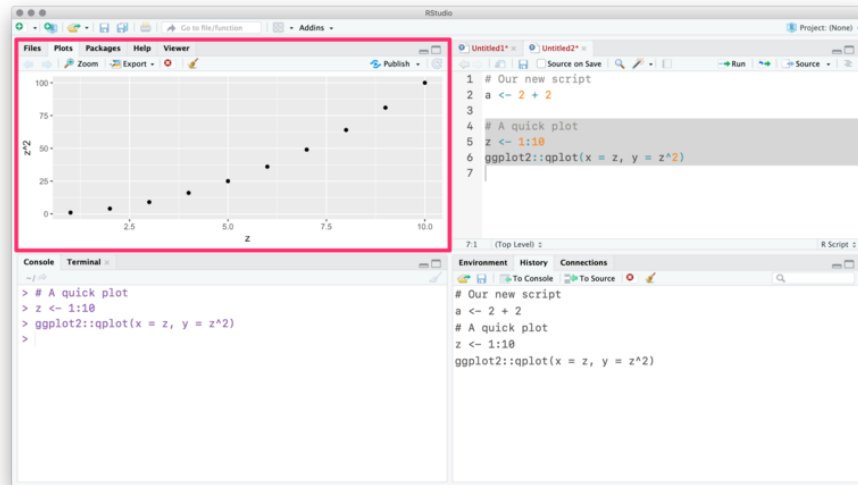 RStudio
Go to file/function
Addins
Project: (None)
Files Plots Packages Help Viewer
Zoom Export Publish
z^2
100
75
50
25
0
2.5 5.0 7.5 10.0
z
Untitled1* × Untitled2* ×
Source on Save Run Source
1 # Our new script
2 a <- 2 + 2
3
4 # A quick plot
5 z <- 1:10
6 ggplot2::qplot(x = z, y = z^2)
7
7:1 (Top Level) R Script
Console Terminal ×
~/
> # A quick plot
> z <- 1:10
> ggplot2::qplot(x = z, y = z^2)
>
Environment History Connections
To Console To Source
# Our new script
a <- 2 + 2
# A quick plot
z <- 1:10
ggplot2::qplot(x = z, y = z^2)